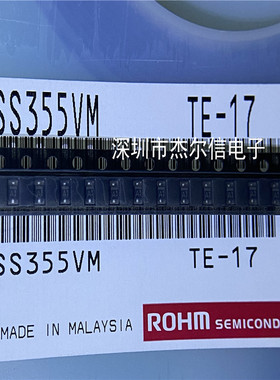 SS355VM TE-17
深圳市杰尔信电子
SS355VM TE-17
MADE IN MALAYSIA ROHM SEMICOND